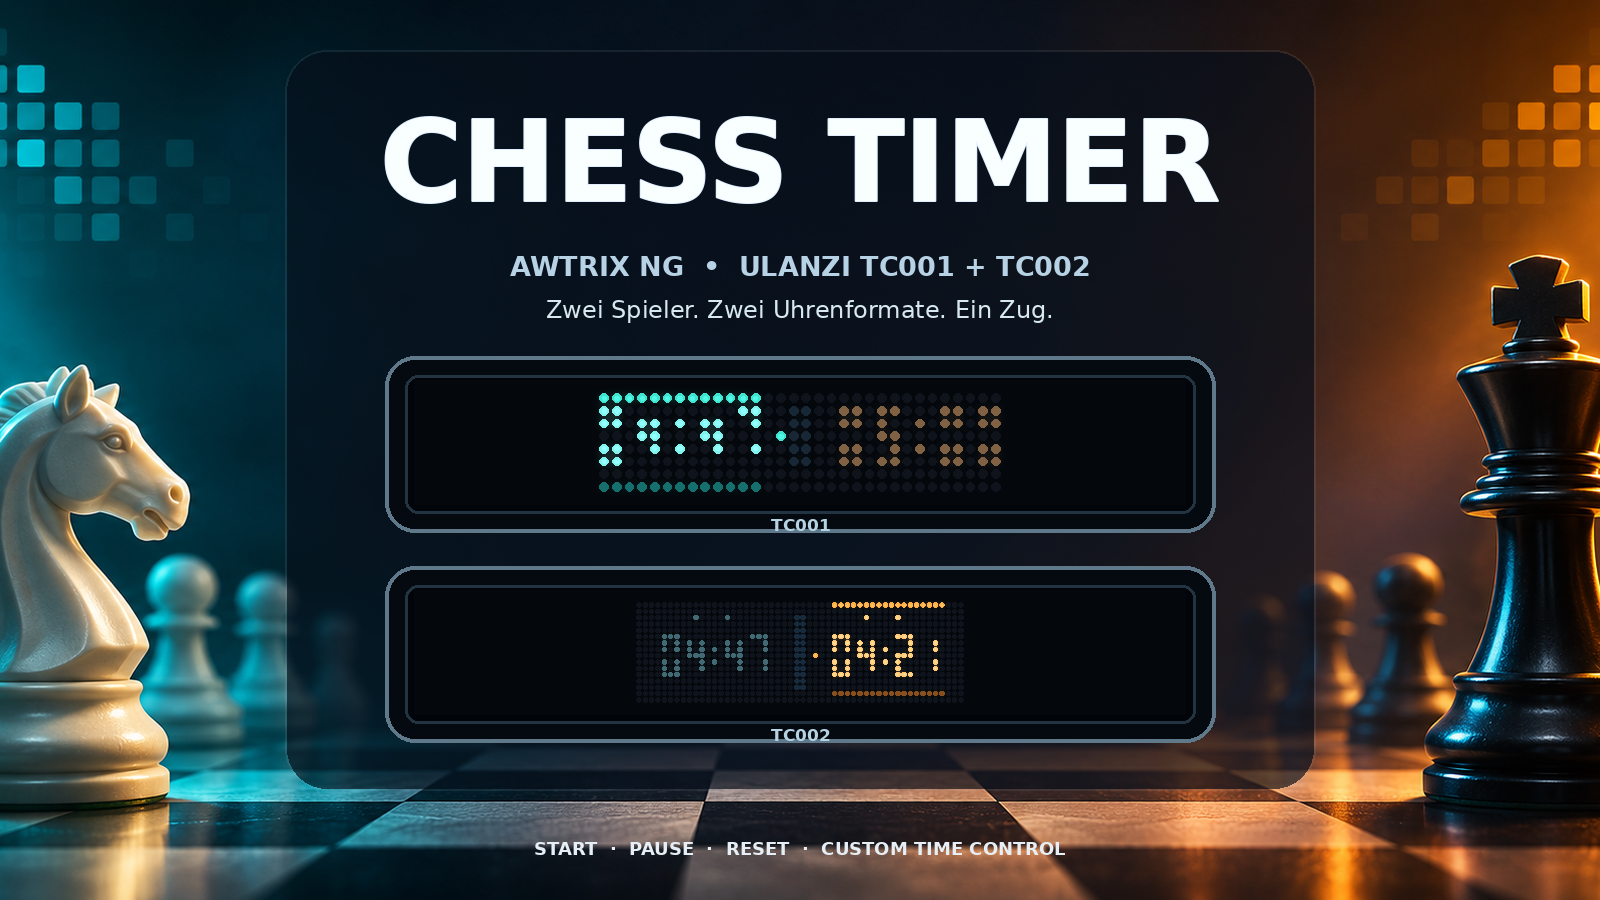 CHESS TIMER
AWTRIX NG • ULANZI TC001 + TC002
Zwei Spieler. Zwei Uhrenformate. Ein Zug.
TC001
04:47 04:21
TC002
START · PAUSE · RESET · CUSTOM TIME CONTROL